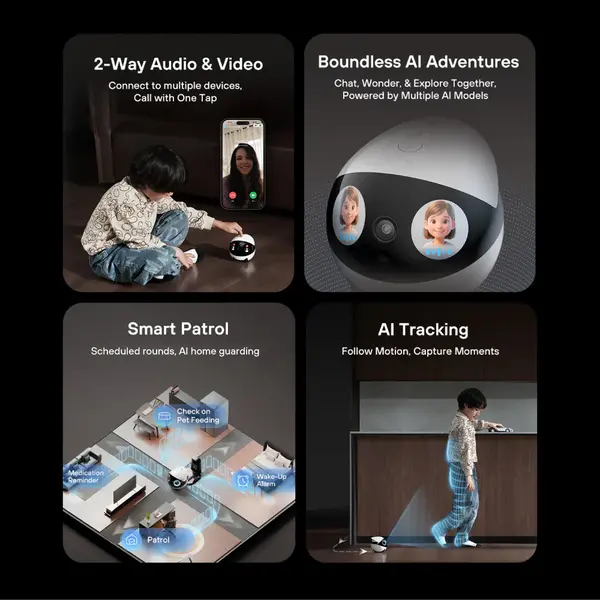 2-Way Audio & Video
Connect to multiple devices,
Call with One Tap
Boundless AI Adventures
Chat, Wonder, & Explore Together,
Powered by Multiple AI Models
Smart Patrol
Scheduled rounds, AI home guarding
Check on
Pet Feeding
Medication
Reminder
Wake-Up
Alarm
Patrol
AI Tracking
Follow Motion, Capture Moments